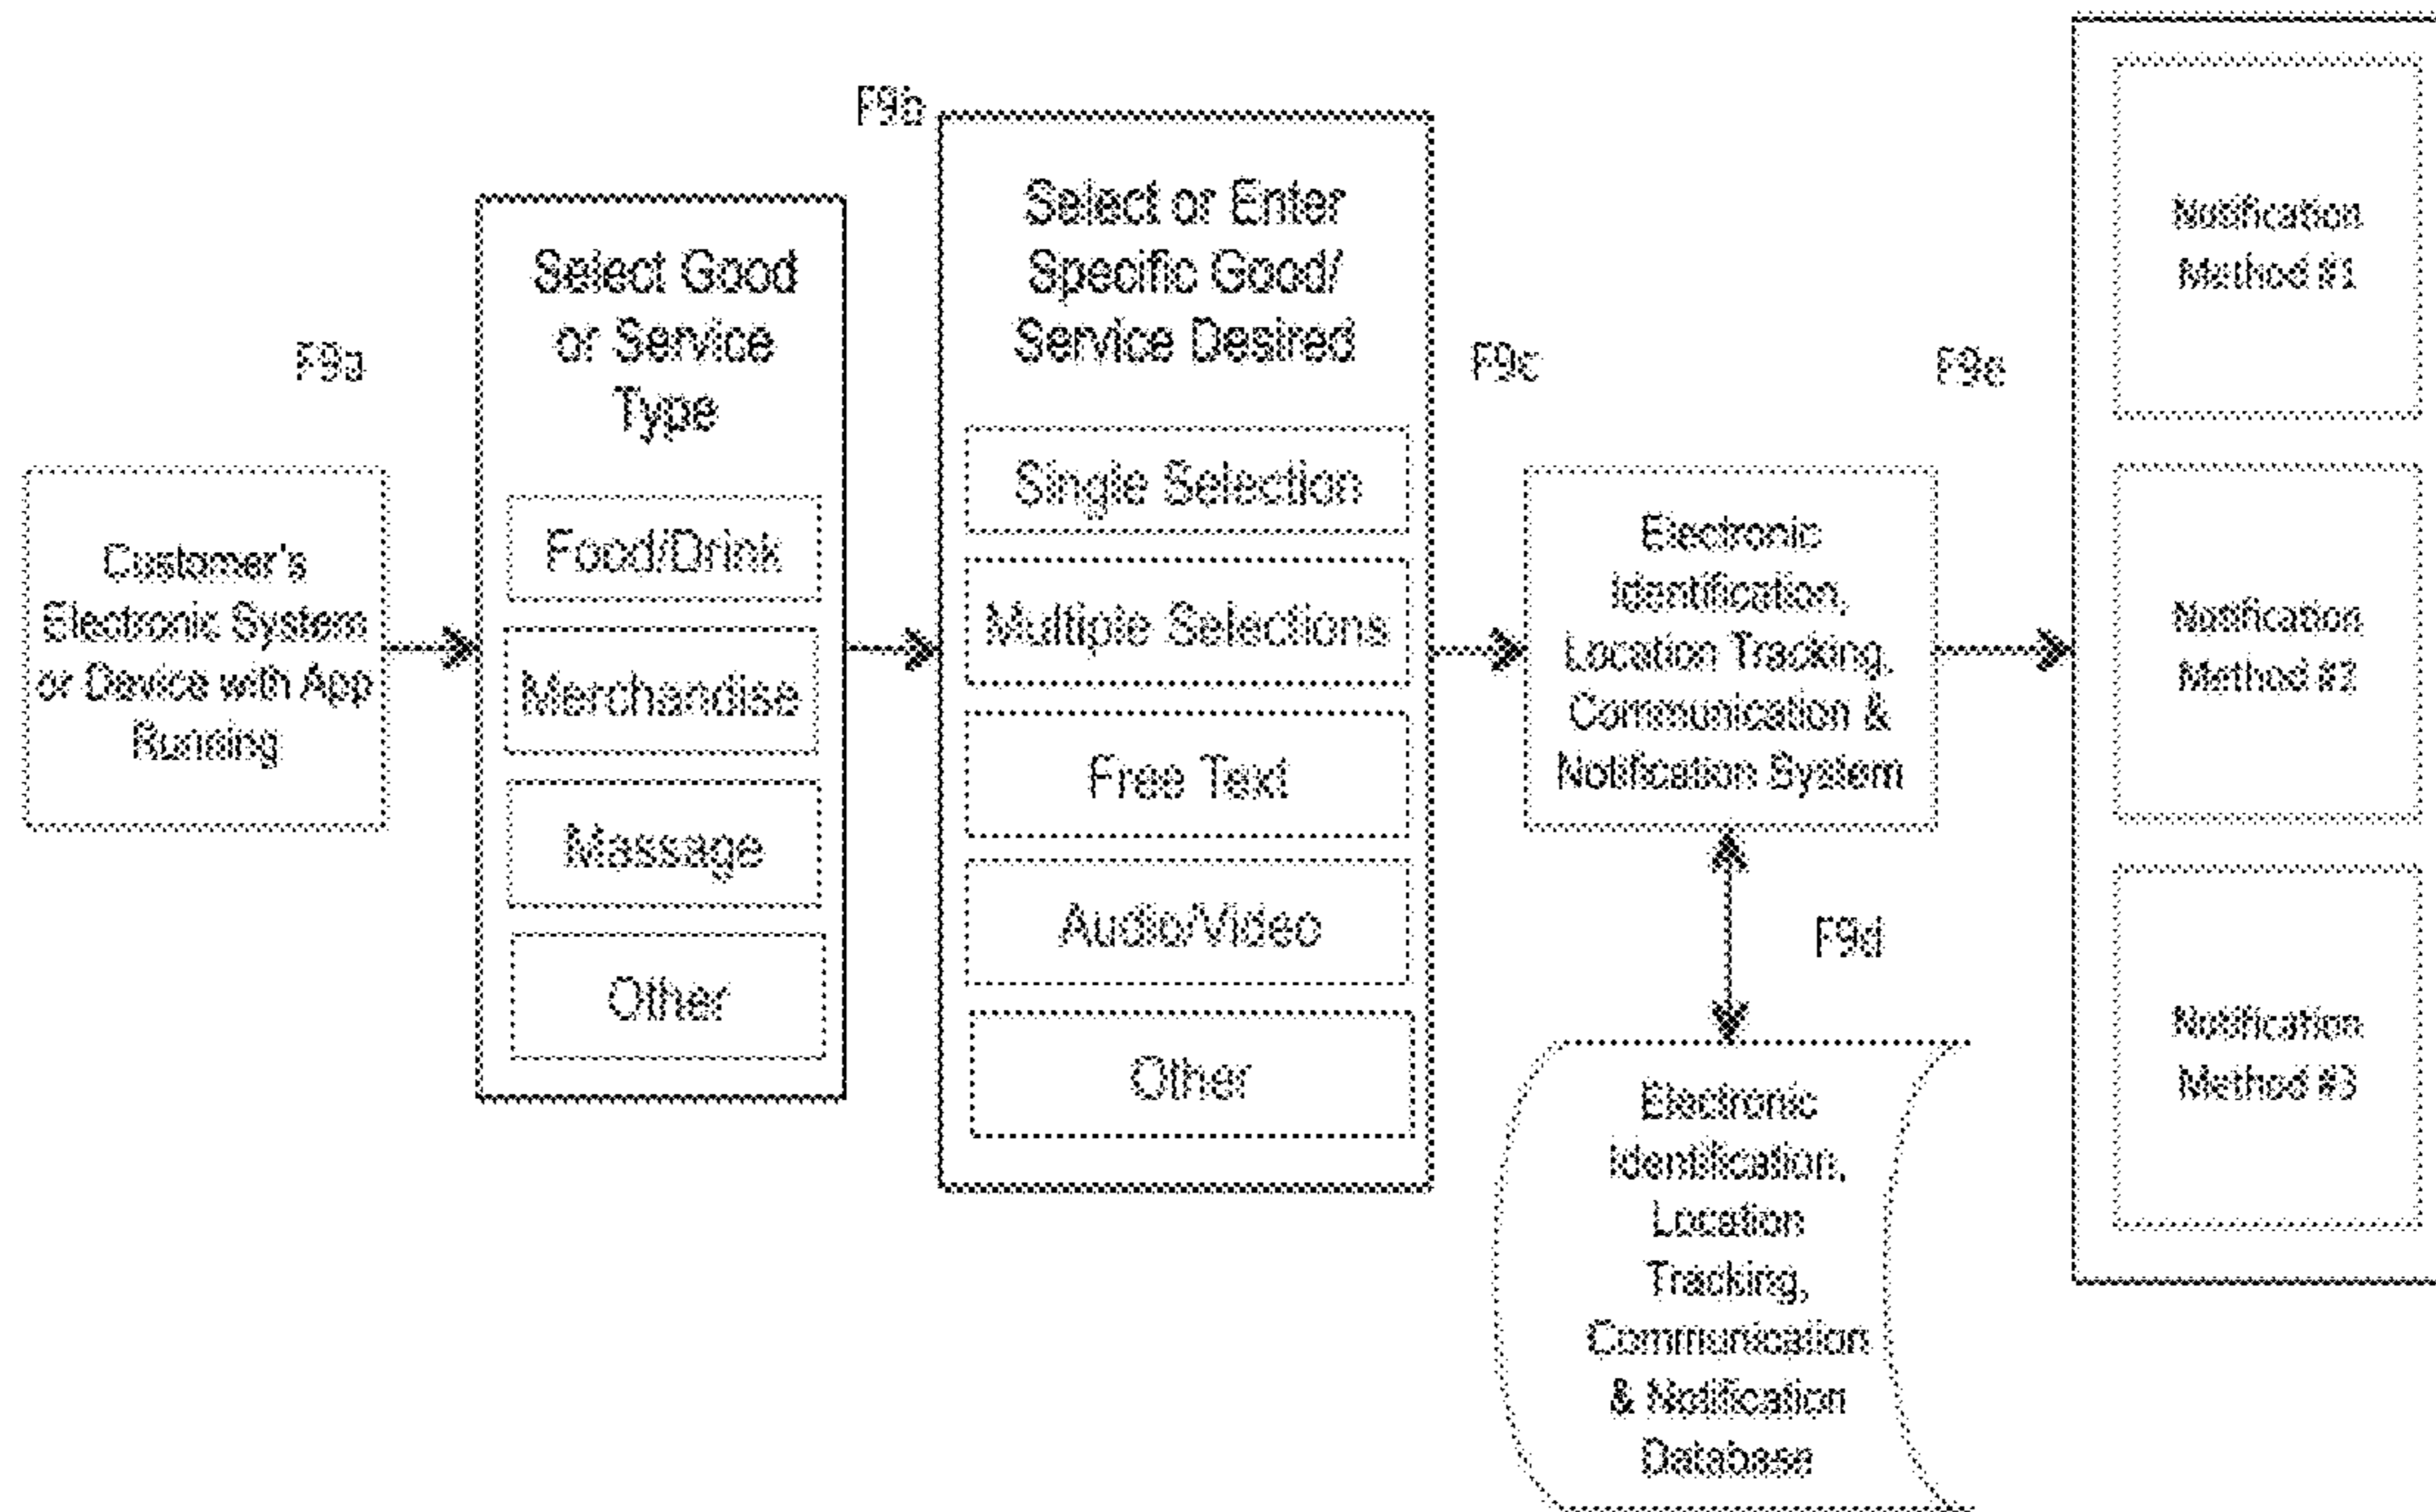 F9a
Customer's
Electronic System
or Device with App
Running
Select Good
or Service
Type
Food/Drink
Merchandise
Massage
Other
F9b
Select or Enter
Specific Good/
Service Desired
Single Selection
Multiple Selections
Free Text
Audio/Video
Other
F9c
Electronic
Identification,
Location Tracking,
Communication &
Notification System
F9d
Electronic
Identification,
Location
Tracking,
Communication
& Notification
Database
F9e
Notification
Method #1
Notification
Method #2
Notification
Method #3